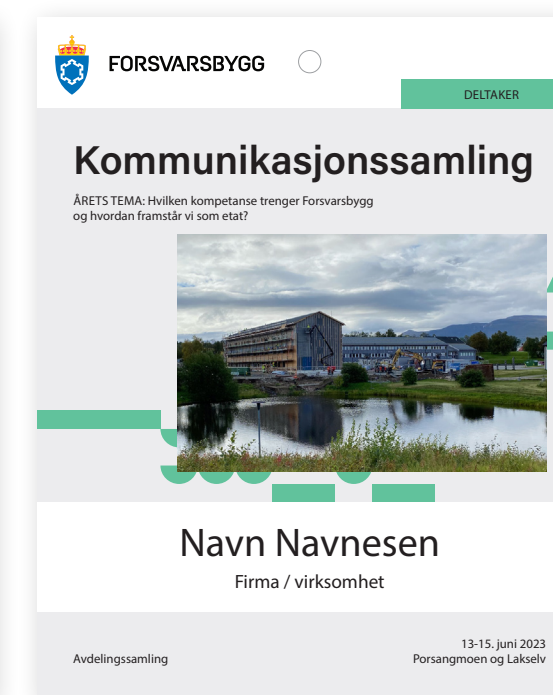 FORSVARSBYGG
DELTAKER
Kommunikasjonssamling
ÅRETS TEMA: Hvilken kompetanse trenger Forsvarsbygg
og hvordan framstår vi som etat?
Navn Navnesen
Firma / virksomhet
13-15. juni 2023
Avdelingssamling
Porsangmoen og Lakselv